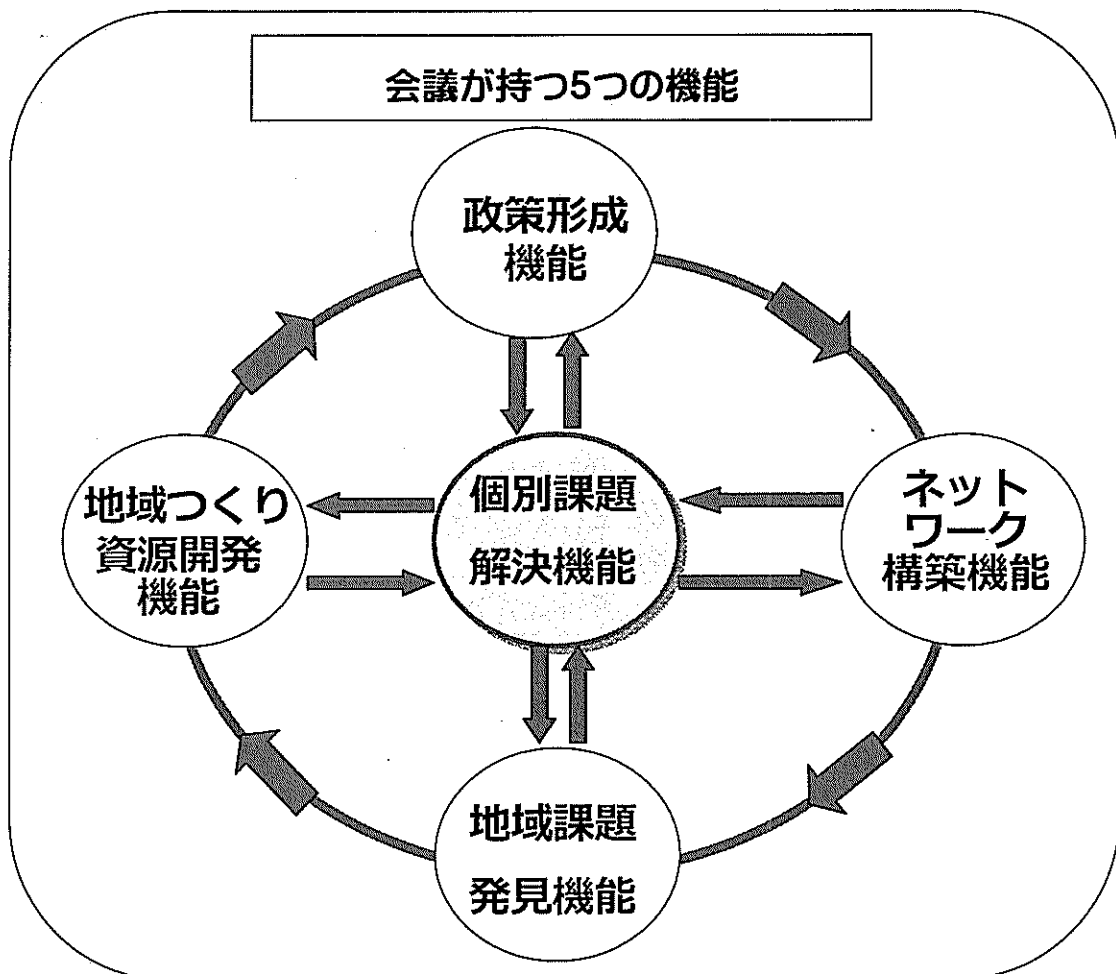 会議が持つ5つの機能
政策形成
機能
地域つくり
資源開発
機能
個別課題
解決機能
ネット
ワーク
構築機能
地域課題
発見機能